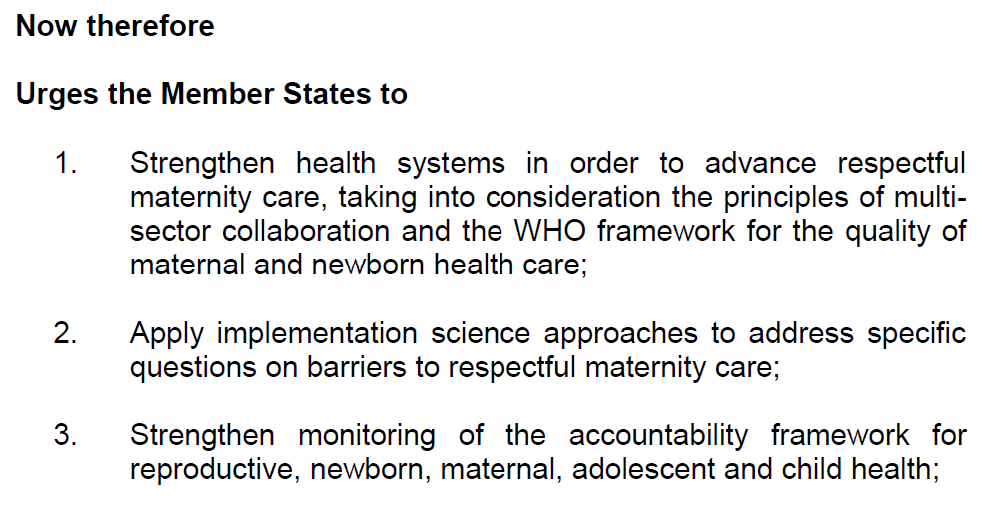 Now therefore
Urges the Member States to
1. Strengthen health systems in order to advance respectful
maternity care, taking into consideration the principles of multi-
sector collaboration and the WHO framework for the quality of
maternal and newborn health care;
2. Apply implementation science approaches to address specific
questions on barriers to respectful maternity care;
3. Strengthen monitoring of the accountability framework for
reproductive, newborn, maternal, adolescent and child health;